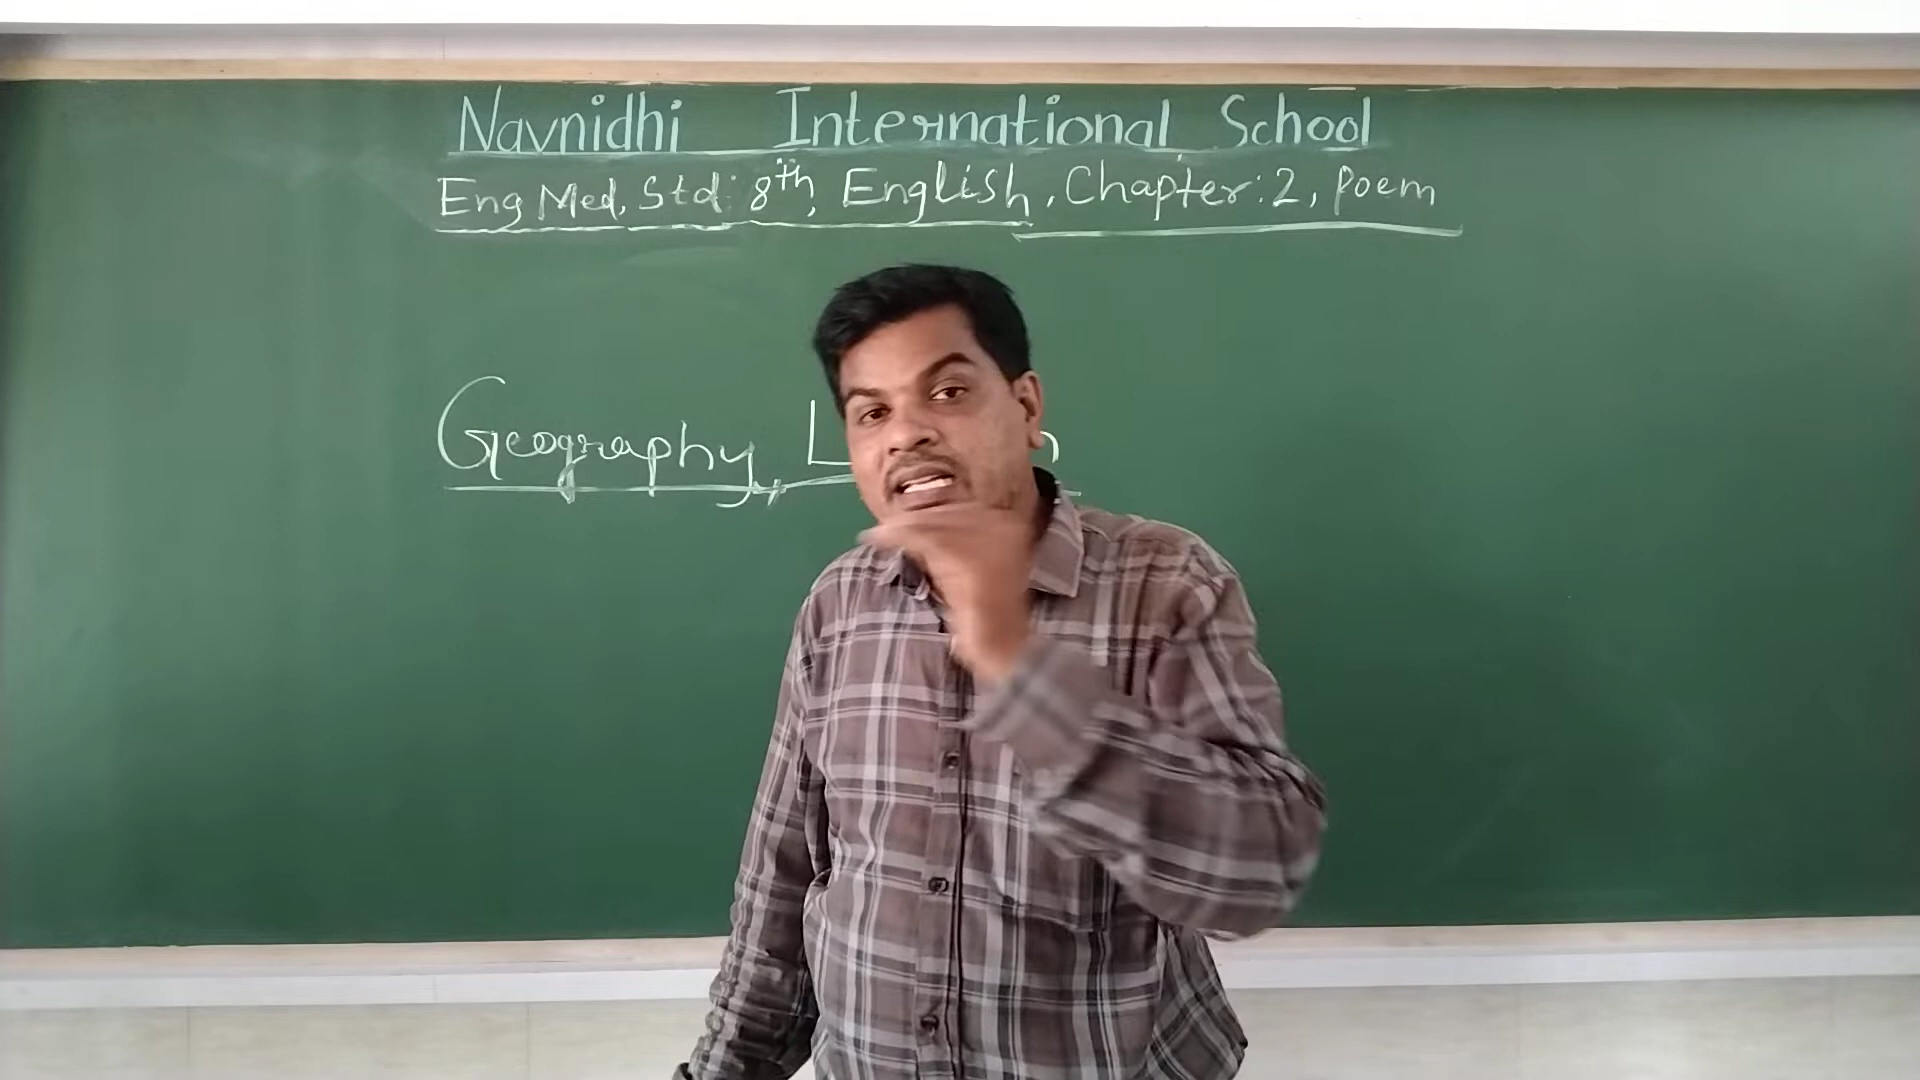 Navnidhi International School
Eng Med, Std: 8th, English, Chapter: 2, Poem
Geography